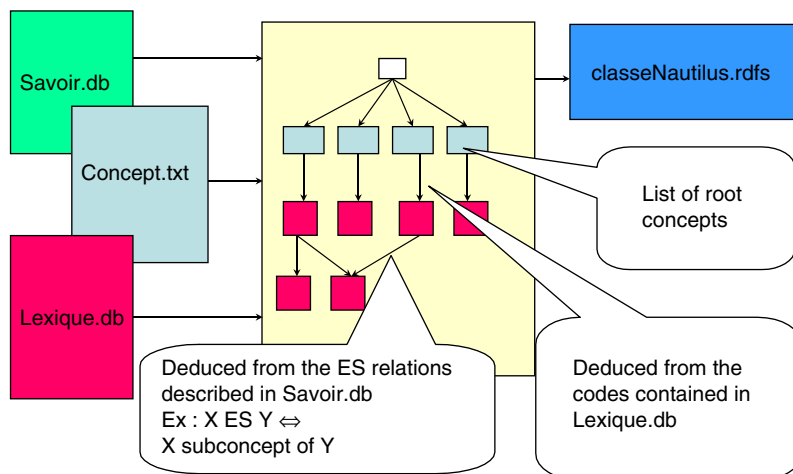 Savoir.db
classeNautilus.rdfs
Concept.txt
List of root
concepts
Lexique.db
Deduced from the ES relations
described in Savoir.db
Ex : X ES Y ⇔
X subconcept of Y
Deduced from the
codes contained in
Lexique.db